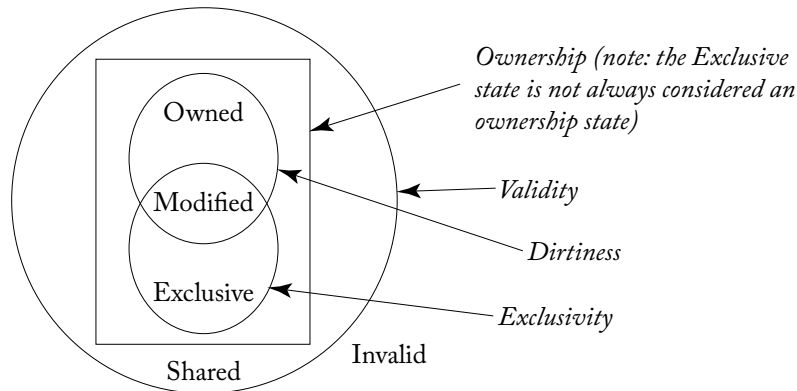 Owned
Modified
Exclusive
Shared
Invalid
Ownership (note: the Exclusive
state is not always considered an
ownership state)
Validity
Dirtiness
Exclusivity